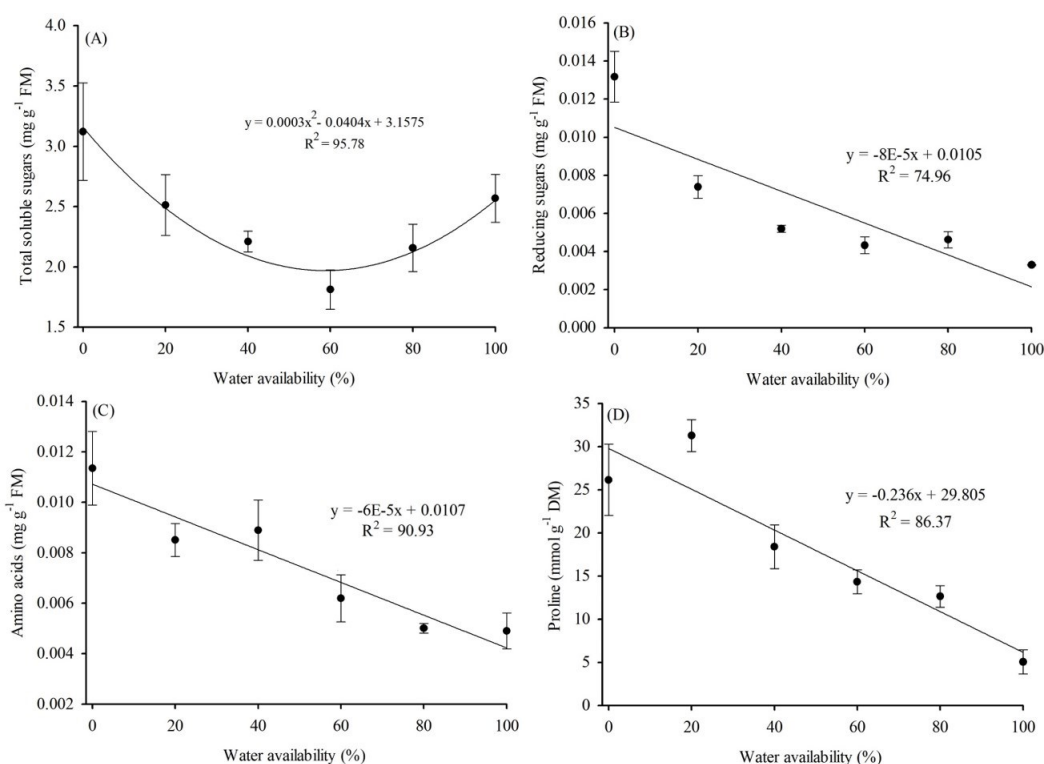 (A)
Total soluble sugars (mg g⁻¹ FM)
4.0
3.5
3.0
2.5
2.0
1.5
y = 0.0003x²- 0.0404x + 3.1575
R² = 95.78
0 20 40 60 80 100
Water availability (%)
(B)
Reducing sugars (mg g⁻¹ FM)
0.016
0.014
0.012
0.010
0.008
0.006
0.004
0.002
0.000
y = -8E-5x + 0.0105
R² = 74.96
0 20 40 60 80 100
Water availability (%)
(C)
Amino acids (mg g⁻¹ FM)
0.014
0.012
0.010
0.008
0.006
0.004
0.002
y = -6E-5x + 0.0107
R² = 90.93
0 20 40 60 80 100
Water availability (%)
(D)
Proline (mmol g⁻¹ DM)
35
30
25
20
15
10
5
0
y = -0.236x + 29.805
R² = 86.37
0 20 40 60 80 100
Water availability (%)